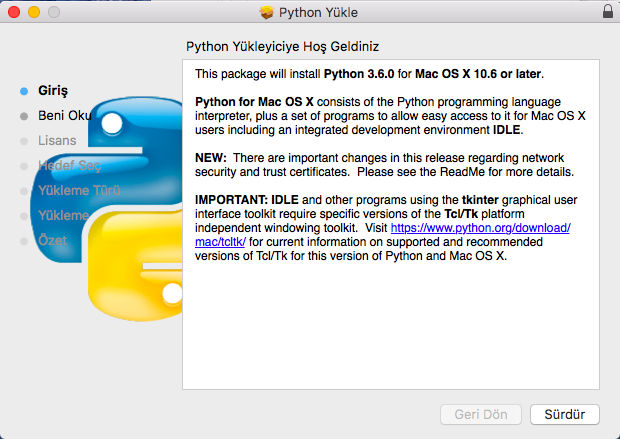 Python Yükle
Python Yükleyiciye Hoş Geldiniz
Giriş
Beni Oku
Lisans
Hedef Seç
Yükleme Türü
Yükleme
Özet
This package will install Python 3.6.0 for Mac OS X 10.6 or later.
Python for Mac OS X consists of the Python programming language
interpreter, plus a set of programs to allow easy access to it for Mac OS X
users including an integrated development environment IDLE.
NEW:  There are important changes in this release regarding network
security and trust certificates.  Please see the ReadMe for more details.
IMPORTANT: IDLE and other programs using the tkinter graphical user
interface toolkit require specific versions of the Tcl/Tk platform
independent windowing toolkit.  Visit https://www.python.org/download/
mac/tcltk/ for current information on supported and recommended
versions of Tcl/Tk for this version of Python and Mac OS X.
Geri Dön
Sürdür